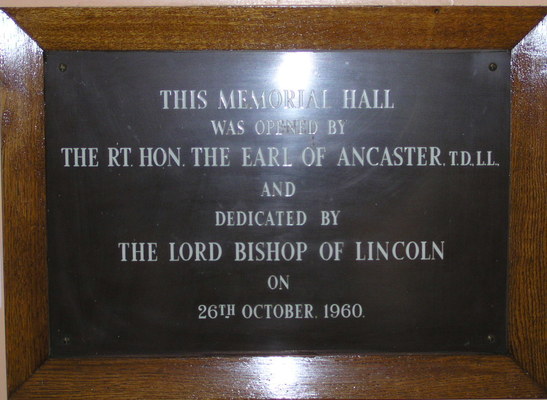 THIS MEMORIAL HALL
WAS OPENED BY
THE RT. HON. THE EARL OF ANCASTER, T.D., L.L.,
AND
DEDICATED BY
THE LORD BISHOP OF LINCOLN
ON
26TH OCTOBER. 1960.